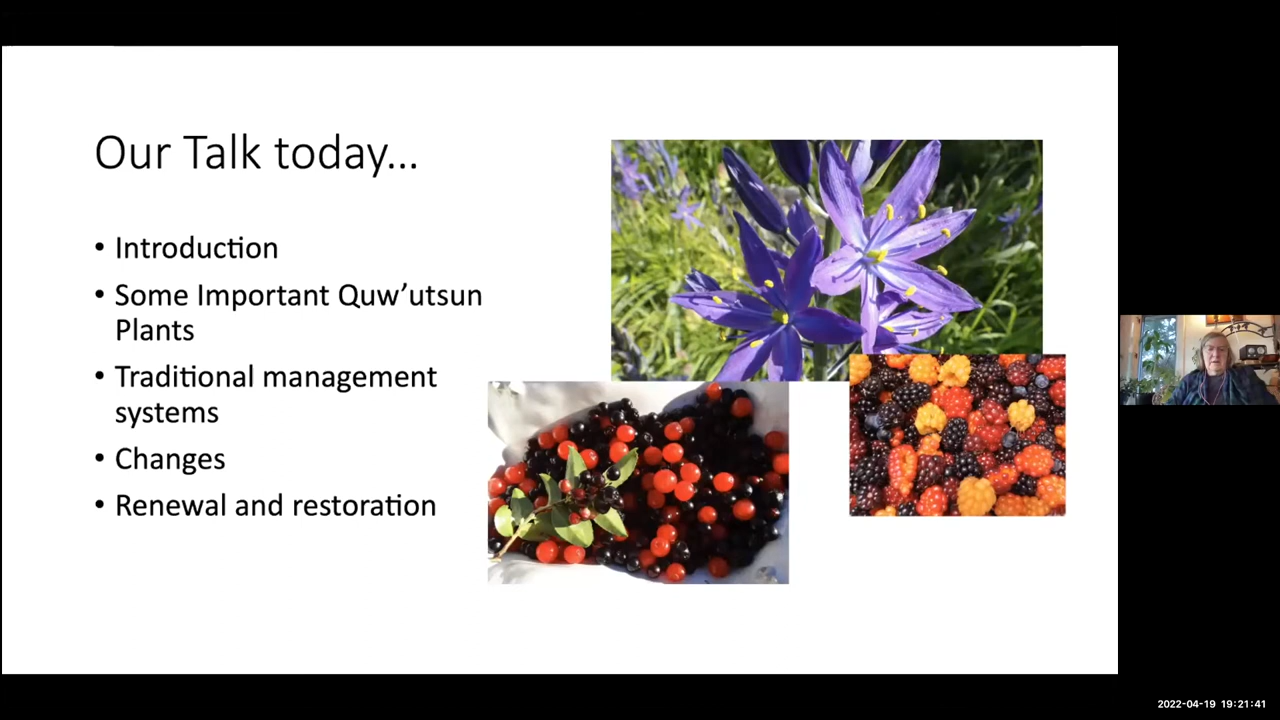 Our Talk today...
• Introduction
• Some Important Quw’utsun
Plants
• Traditional management
systems
• Changes
• Renewal and restoration
2022-04-19 19:21:41